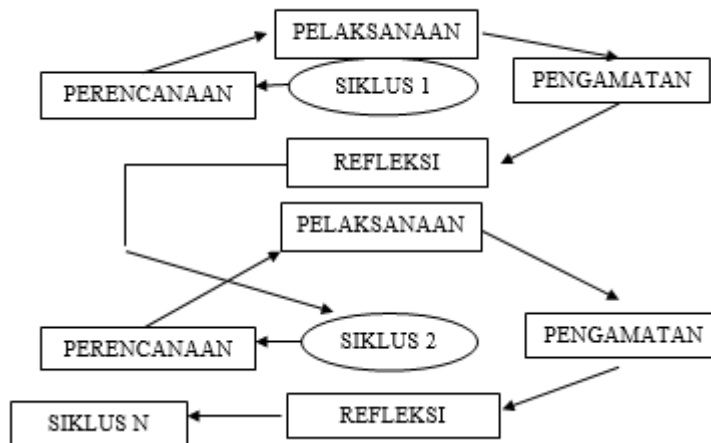 PELAKSANAAN
PERENCANAAN
SIKLUS 1
PENGAMATAN
REFLEKSI
PELAKSANAAN
PERENCANAAN
SIKLUS 2
PENGAMATAN
REFLEKSI
SIKLUS N